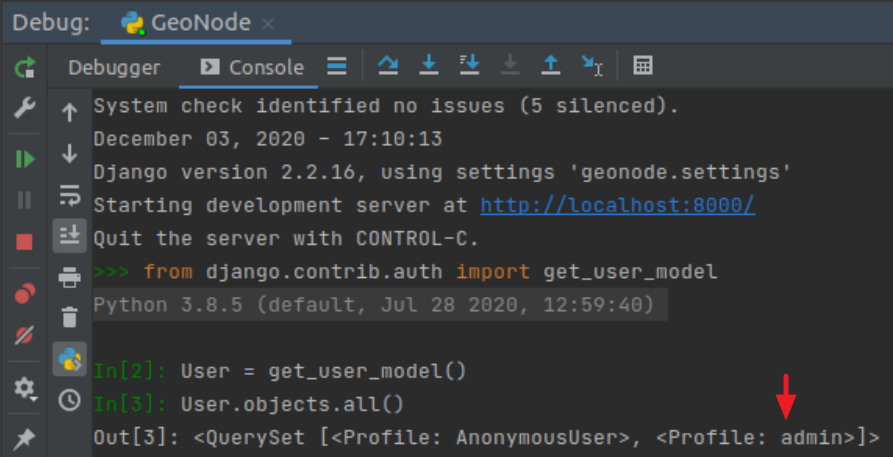 Debug: GeoNode
Debugger Console
System check identified no issues (5 silenced).
December 03, 2020 - 17:10:13
Django version 2.2.16, using settings 'geonode.settings'
Starting development server at http://localhost:8000/
Quit the server with CONTROL-C.
>>> from django.contrib.auth import get_user_model
Python 3.8.5 (default, Jul 28 2020, 12:59:40)
In[2]: User = get_user_model()
In[3]: User.objects.all()
Out[3]: <QuerySet [<Profile: AnonymousUser>, <Profile: admin>]>